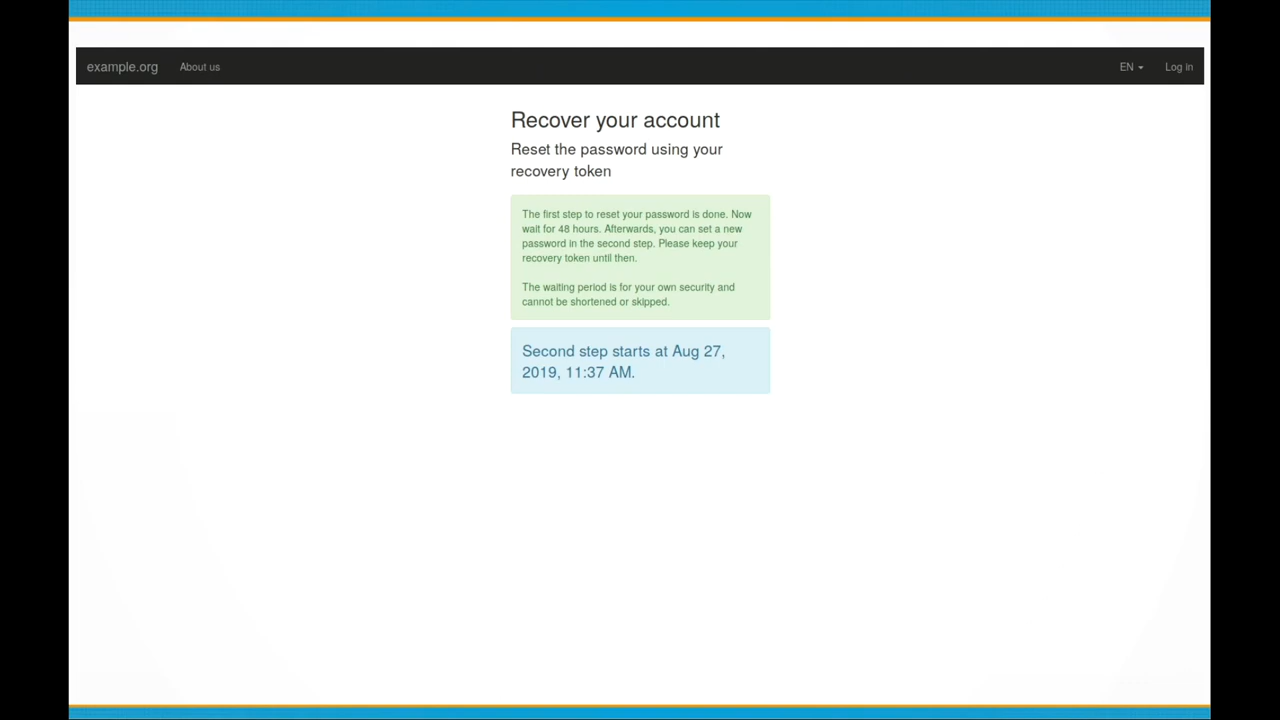 example.org About us EN Log in
Recover your account
Reset the password using your
recovery token
The first step to reset your password is done. Now
wait for 48 hours. Afterwards, you can set a new
password in the second step. Please keep your
recovery token until then.
The waiting period is for your own security and
cannot be shortened or skipped.
Second step starts at Aug 27,
2019, 11:37 AM.